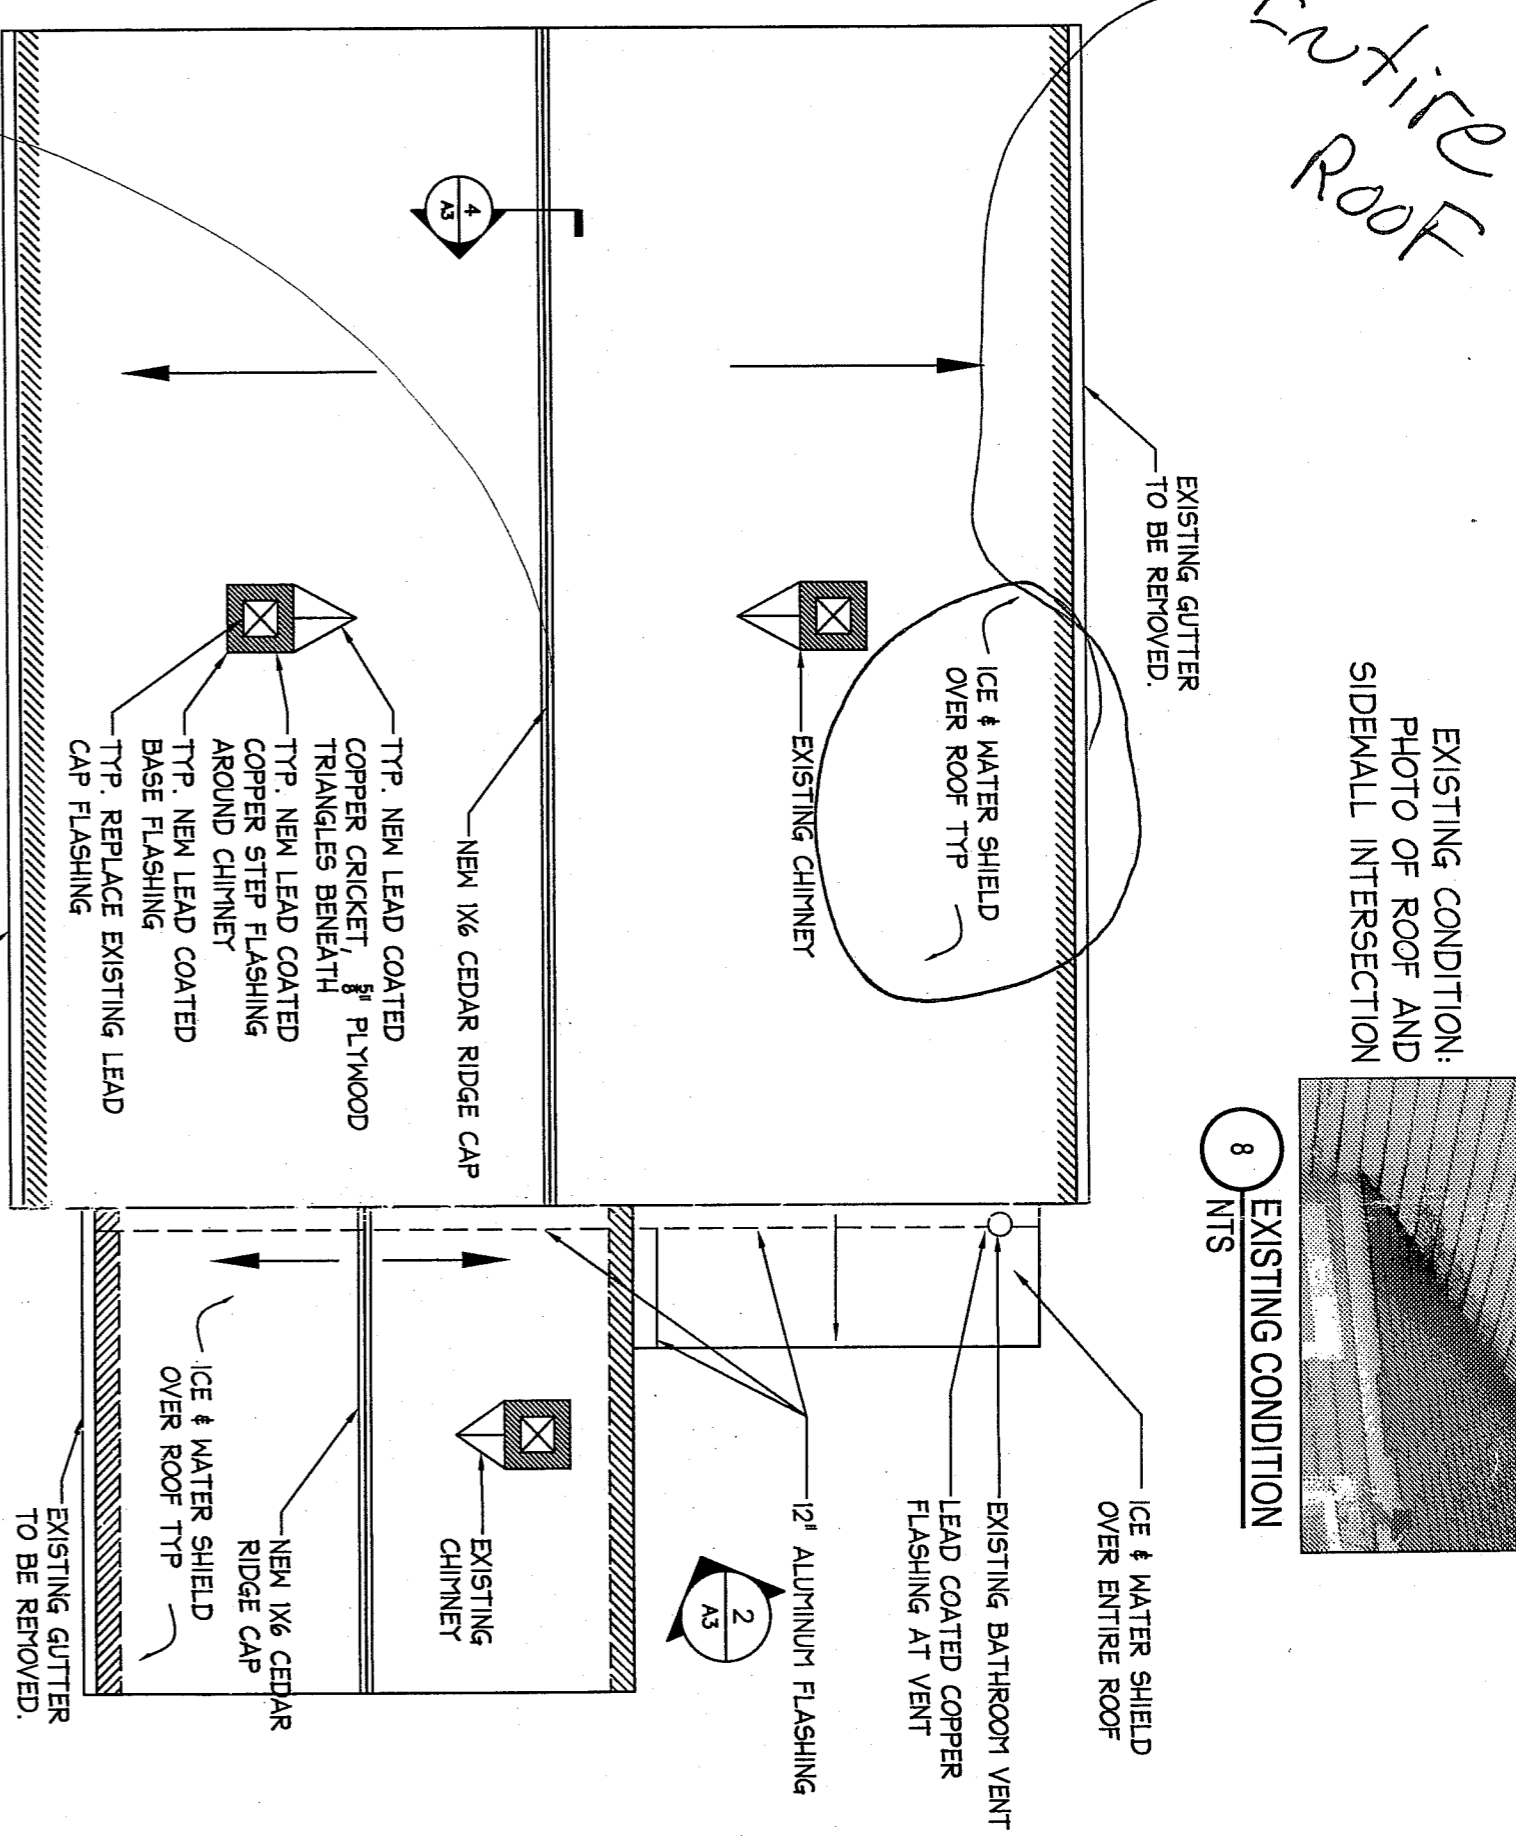 Entire
Roof
EXISTING CONDITION:
PHOTO OF ROOF AND
SIDEWALL INTERSECTION
8
EXISTING CONDITION
NTS
EXISTING GUTTER
TO BE REMOVED.
ICE & WATER SHIELD
OVER ROOF TYP
EXISTING CHIMNEY
4
A3
NEW 1X6 CEDAR RIDGE CAP
TYP. NEW LEAD COATED
COPPER CRICKET, 5/8" PLYWOOD
TRIANGLES BENEATH
TYP. NEW LEAD COATED
COPPER STEP FLASHING
AROUND CHIMNEY
TYP. NEW LEAD COATED
BASE FLASHING
TYP. REPLACE EXISTING LEAD
CAP FLASHING
ICE & WATER SHIELD
OVER ENTIRE ROOF
EXISTING BATHROOM VENT
LEAD COATED COPPER
FLASHING AT VENT
12" ALUMINUM FLASHING
2
A3
EXISTING
CHIMNEY
NEW 1X6 CEDAR
RIDGE CAP
ICE & WATER SHIELD
OVER ROOF TYP
EXISTING GUTTER
TO BE REMOVED.